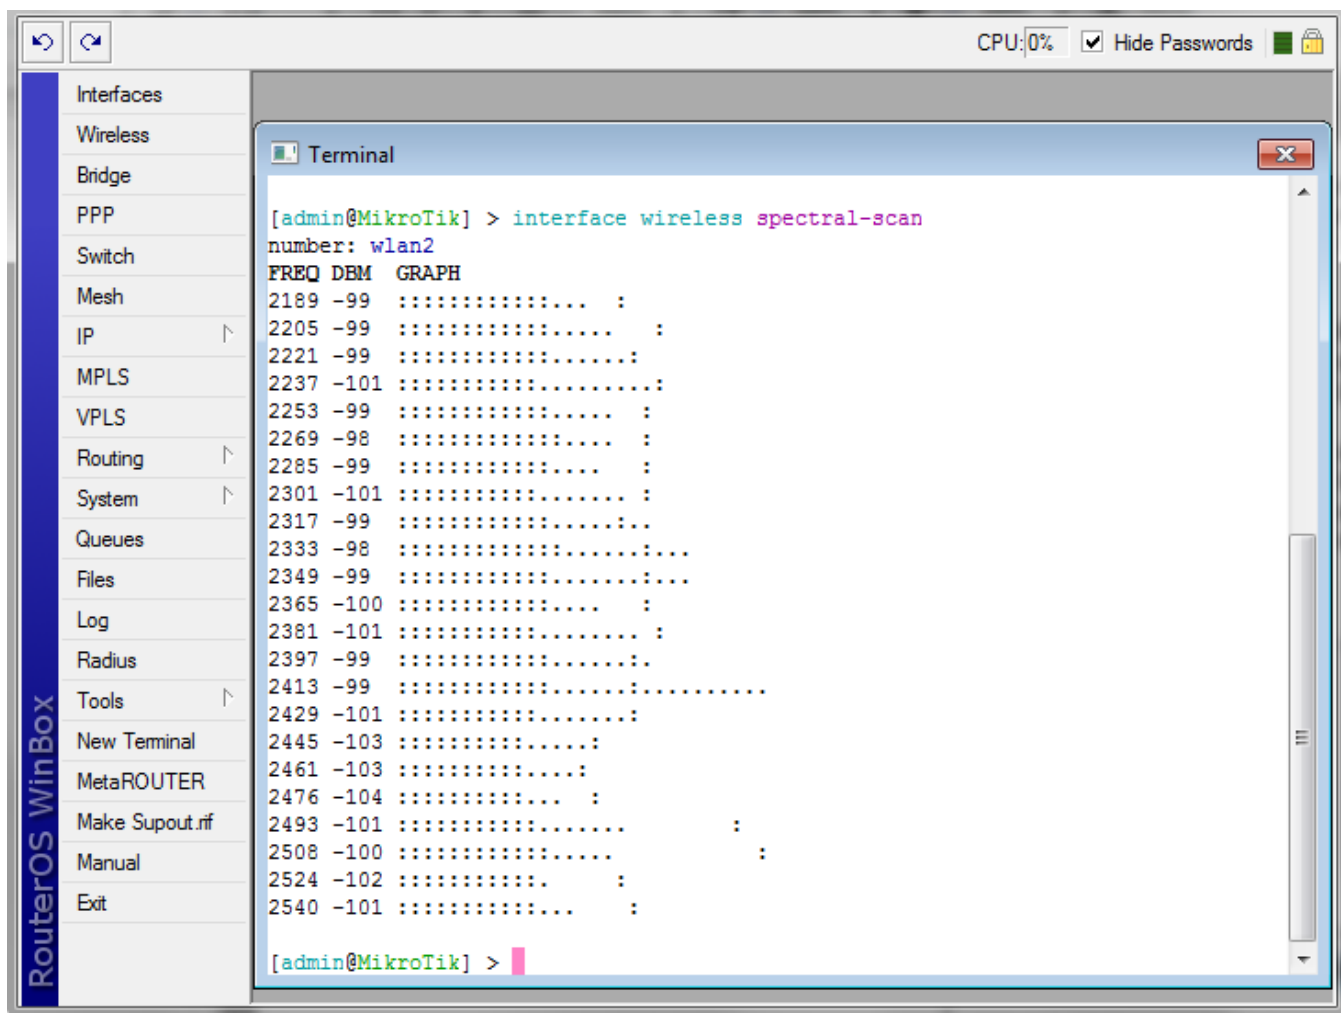 CPU: 0% Hide Passwords
Interfaces
Wireless
Bridge
PPP
Switch
Mesh
IP
MPLS
VPLS
Routing
System
Queues
Files
Log
Radius
Tools
New Terminal
MetaROUTER
Make Supout.rif
Manual
Exit
RouterOS WinBox
Terminal
[admin@MikroTik] > interface wireless spectral-scan
number: wlan2
FREQ DBM  GRAPH
2189 -99  ::::::::::::...  :
2205 -99  ::::::::::::.....   :
2221 -99  ::::::::::::......:
2237 -101 :::::::::::.........:
2253 -99  ::::::::::::.....  :
2269 -98  :::::::::::::....  :
2285 -99  ::::::::::::....   :
2301 -101 :::::::::::....... :
2317 -99  ::::::::::::.....:..
2333 -98  :::::::::::::......:...
2349 -99  ::::::::::::.......:...
2365 -100 ::::::::::::....   :
2381 -101 :::::::::::........ :
2397 -99  ::::::::::::......:.
2413 -99  ::::::::::::......:..........
2429 -101 :::::::::::.......:
2445 -103 ::::::::::.....:
2461 -103 ::::::::::....:
2476 -104 ::::::::::...  :
2493 -101 :::::::::::.......        :
2508 -100 ::::::::::::.....           :
2524 -102 :::::::::::.     :
2540 -101 :::::::::::...    :
[admin@MikroTik] >